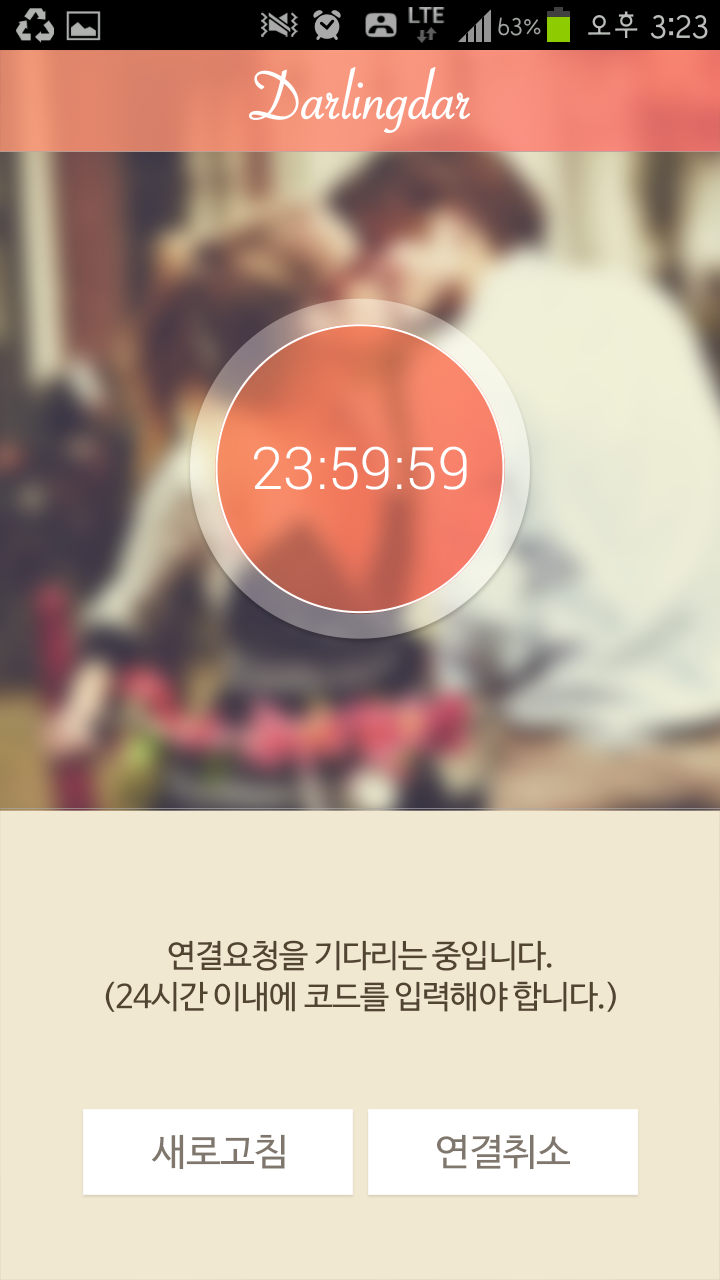 LTE
63% 오후 3:23
Darlingdar
23:59:59
연결요청을 기다리는 중입니다.
(24시간 이내에 코드를 입력해야 합니다.)
새로고침 연결취소